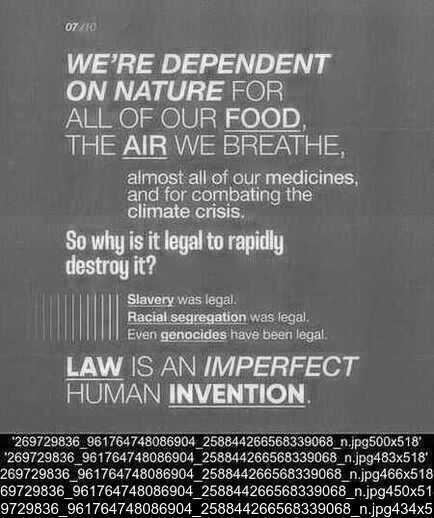 07/10
WE'RE DEPENDENT
ON NATURE FOR
ALL OF OUR FOOD,
THE AIR WE BREATHE,
almost all of our medicines,
and for combating the
climate crisis.
So why is it legal to rapidly
destroy it?
Slavery was legal.
Racial segregation was legal.
Even genocides have been legal.
LAW IS AN IMPERFECT
HUMAN INVENTION.
'269729836_961764748086904_258844266568339068_n.jpg500x518'
'269729836_961764748086904_258844266568339068_n.jpg483x518'
269729836_961764748086904_258844266568339068_n.jpg466x518
69729836_961764748086904_258844266568339068_n.jpg450x51
9729836_961764748086904_258844266568339068_n.jpg434x5